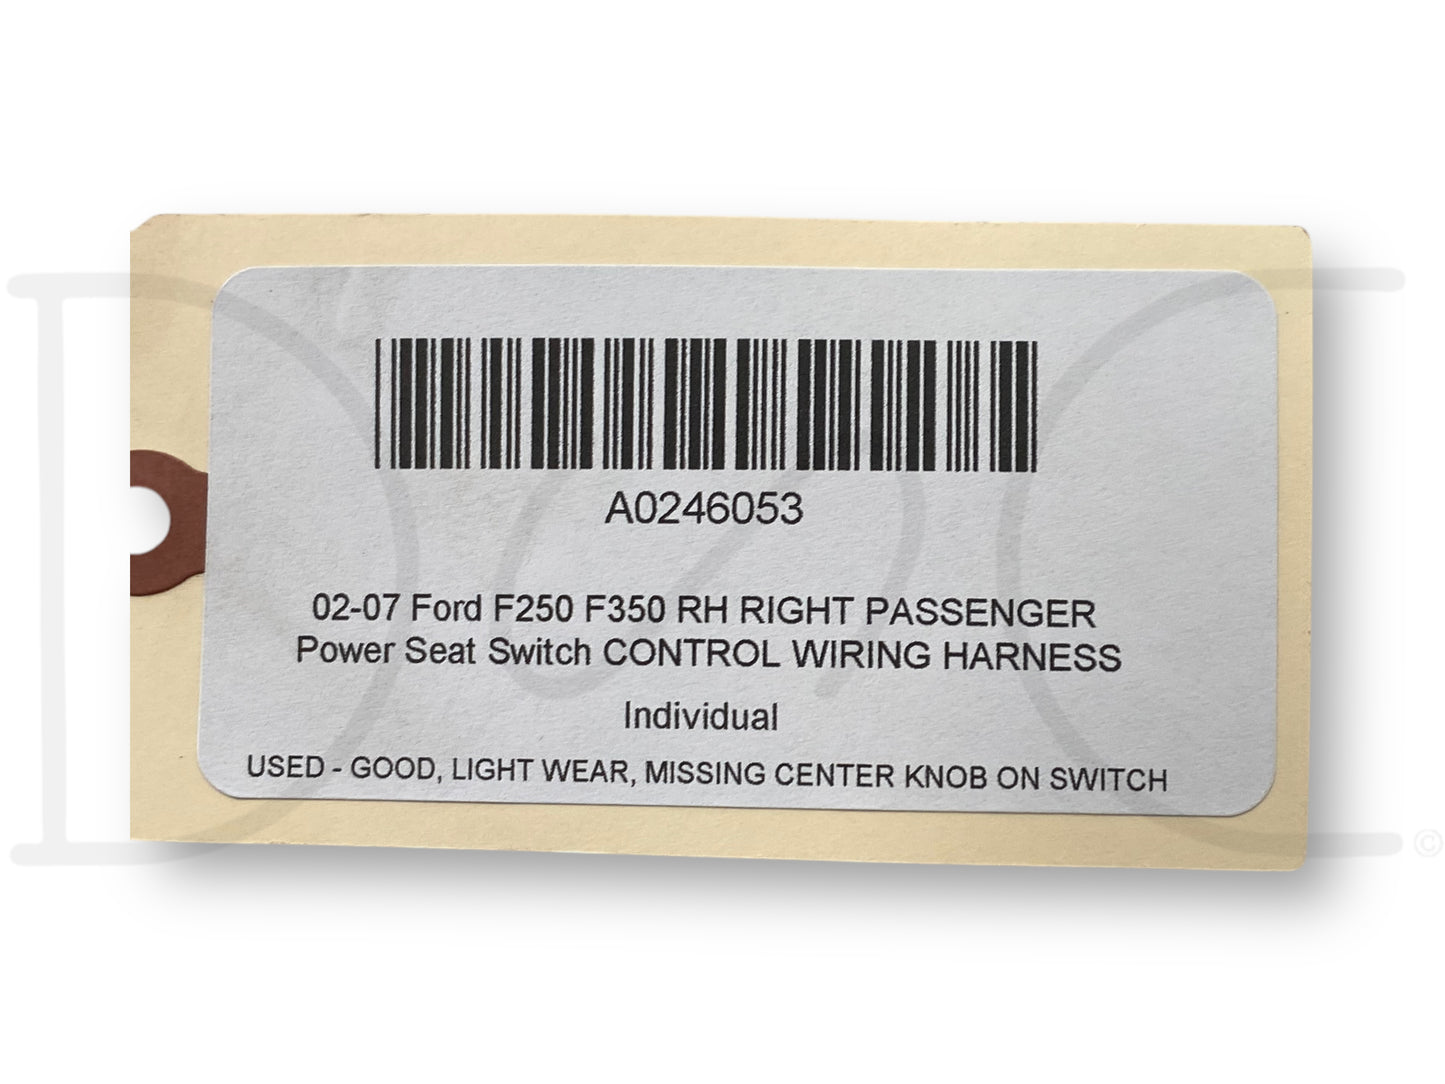 A0246053
02-07 Ford F250 F350 RH RIGHT PASSENGER
Power Seat Switch CONTROL WIRING HARNESS
Individual
USED - GOOD, LIGHT WEAR, MISSING CENTER KNOB ON SWITCH
©